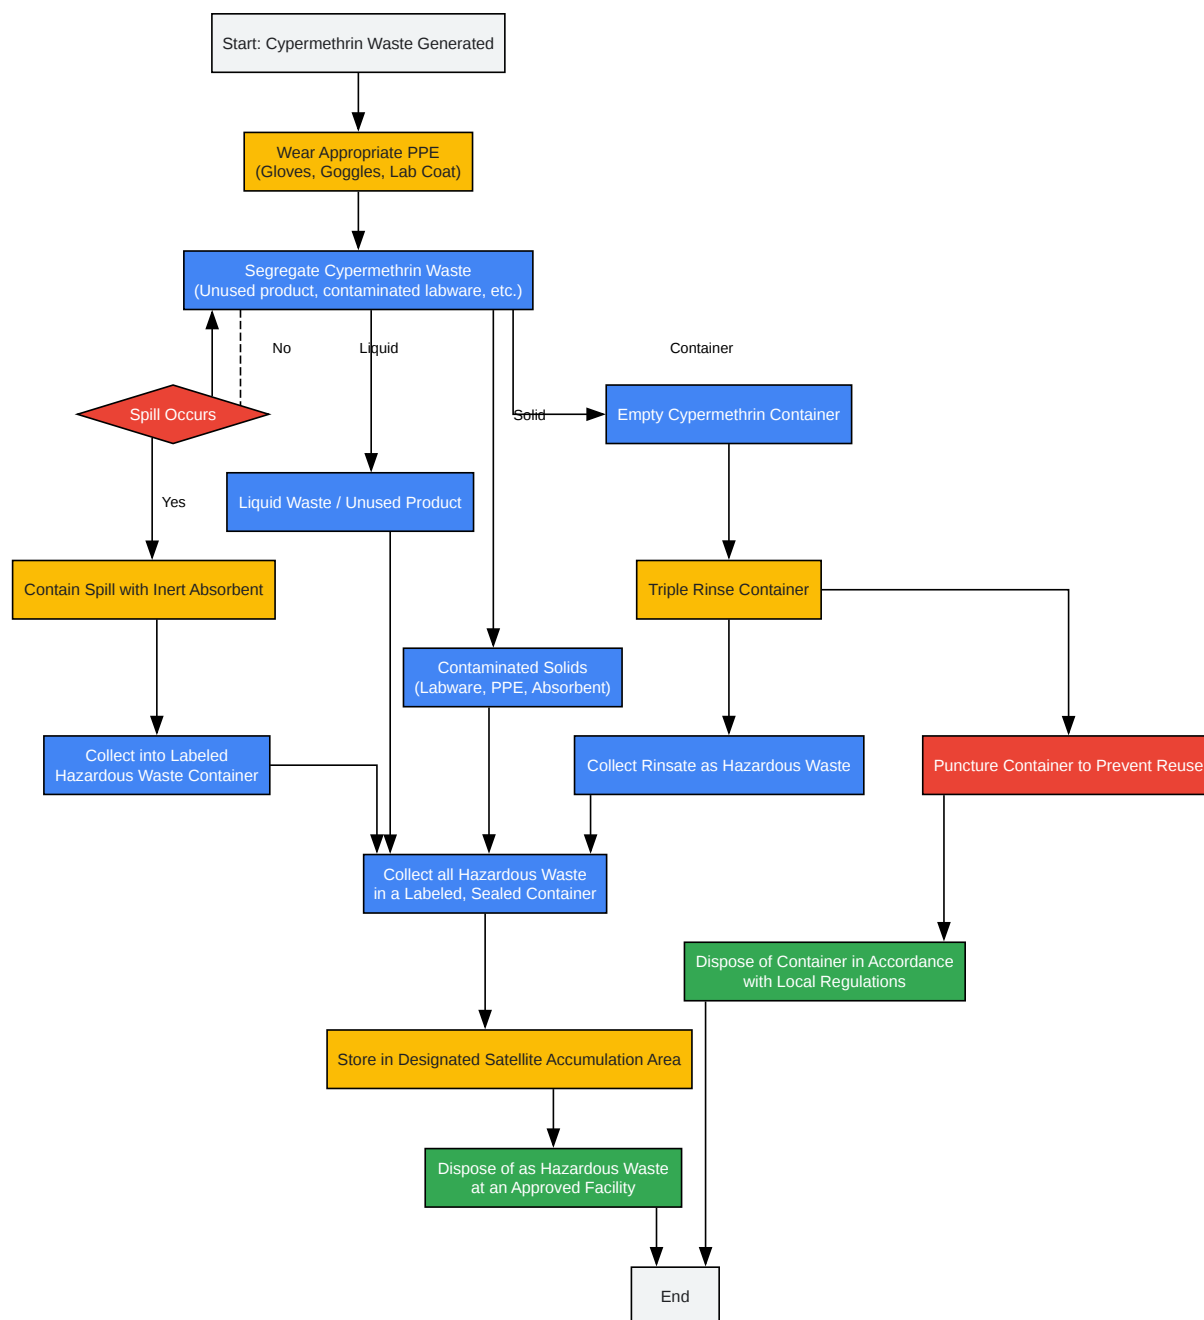 Start: Cypermethrin Waste Generated
Wear Appropriate PPE
(Gloves, Goggles, Lab Coat)
Segregate Cypermethrin Waste
(Unused product, contaminated labware, etc.)
No
Liquid
Container
Spill Occurs
Solid
Empty Cypermethrin Container
Yes
Liquid Waste / Unused Product
Contain Spill with Inert Absorbent
Triple Rinse Container
Contaminated Solids
(Labware, PPE, Absorbent)
Collect into Labeled
Hazardous Waste Container
Collect Rinsate as Hazardous Waste
Puncture Container to Prevent Reuse
Collect all Hazardous Waste
in a Labeled, Sealed Container
Dispose of Container in Accordance
with Local Regulations
Store in Designated Satellite Accumulation Area
Dispose of as Hazardous Waste
at an Approved Facility
End